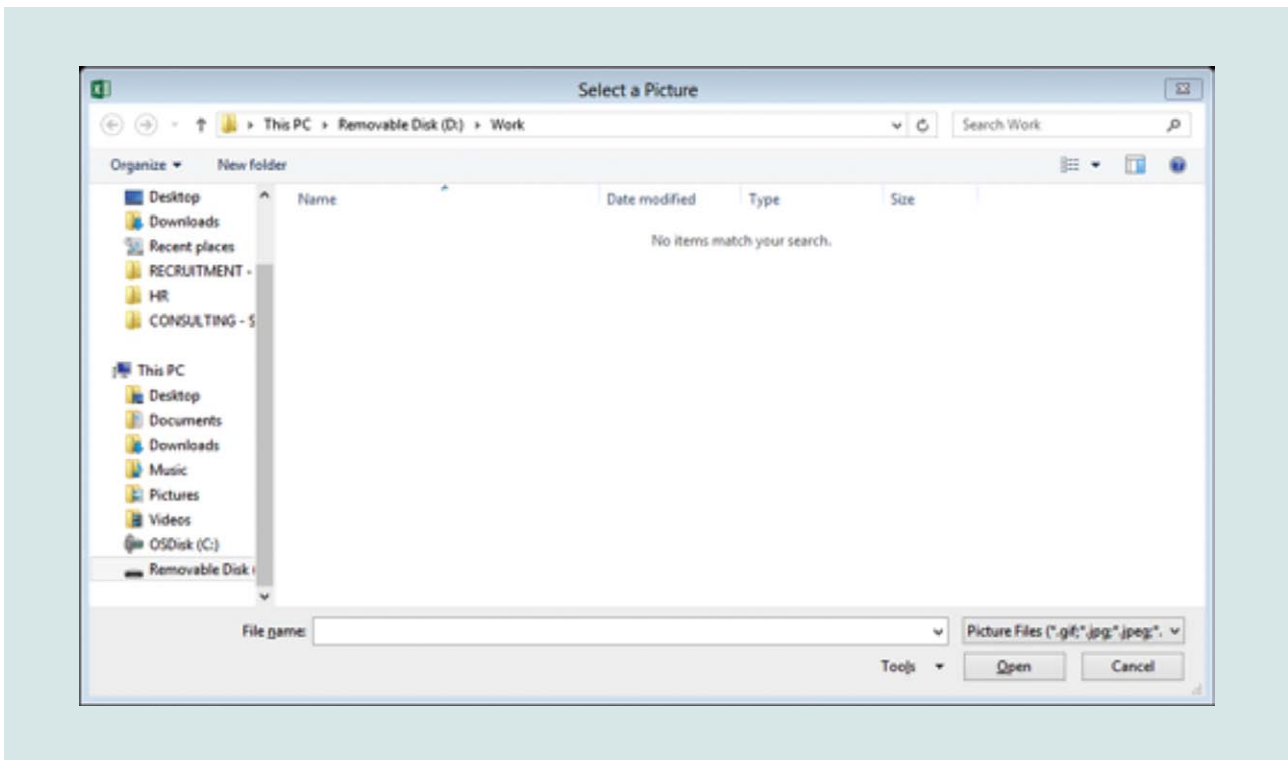 Select a Picture
This PC Removable Disk (D:) Work
Search Work
Organize
New folder
Name
Date modified
Type
Size
No items match your search.
Desktop
Downloads
Recent places
RECRUITMENT -
HR
CONSULTING - S
This PC
Desktop
Documents
Downloads
Music
Pictures
Videos
OSDisk (C:)
Removable Disk (
File name:
Picture Files (*.gif;*.jpg;*.jpeg;*.
Tools
Open
Cancel